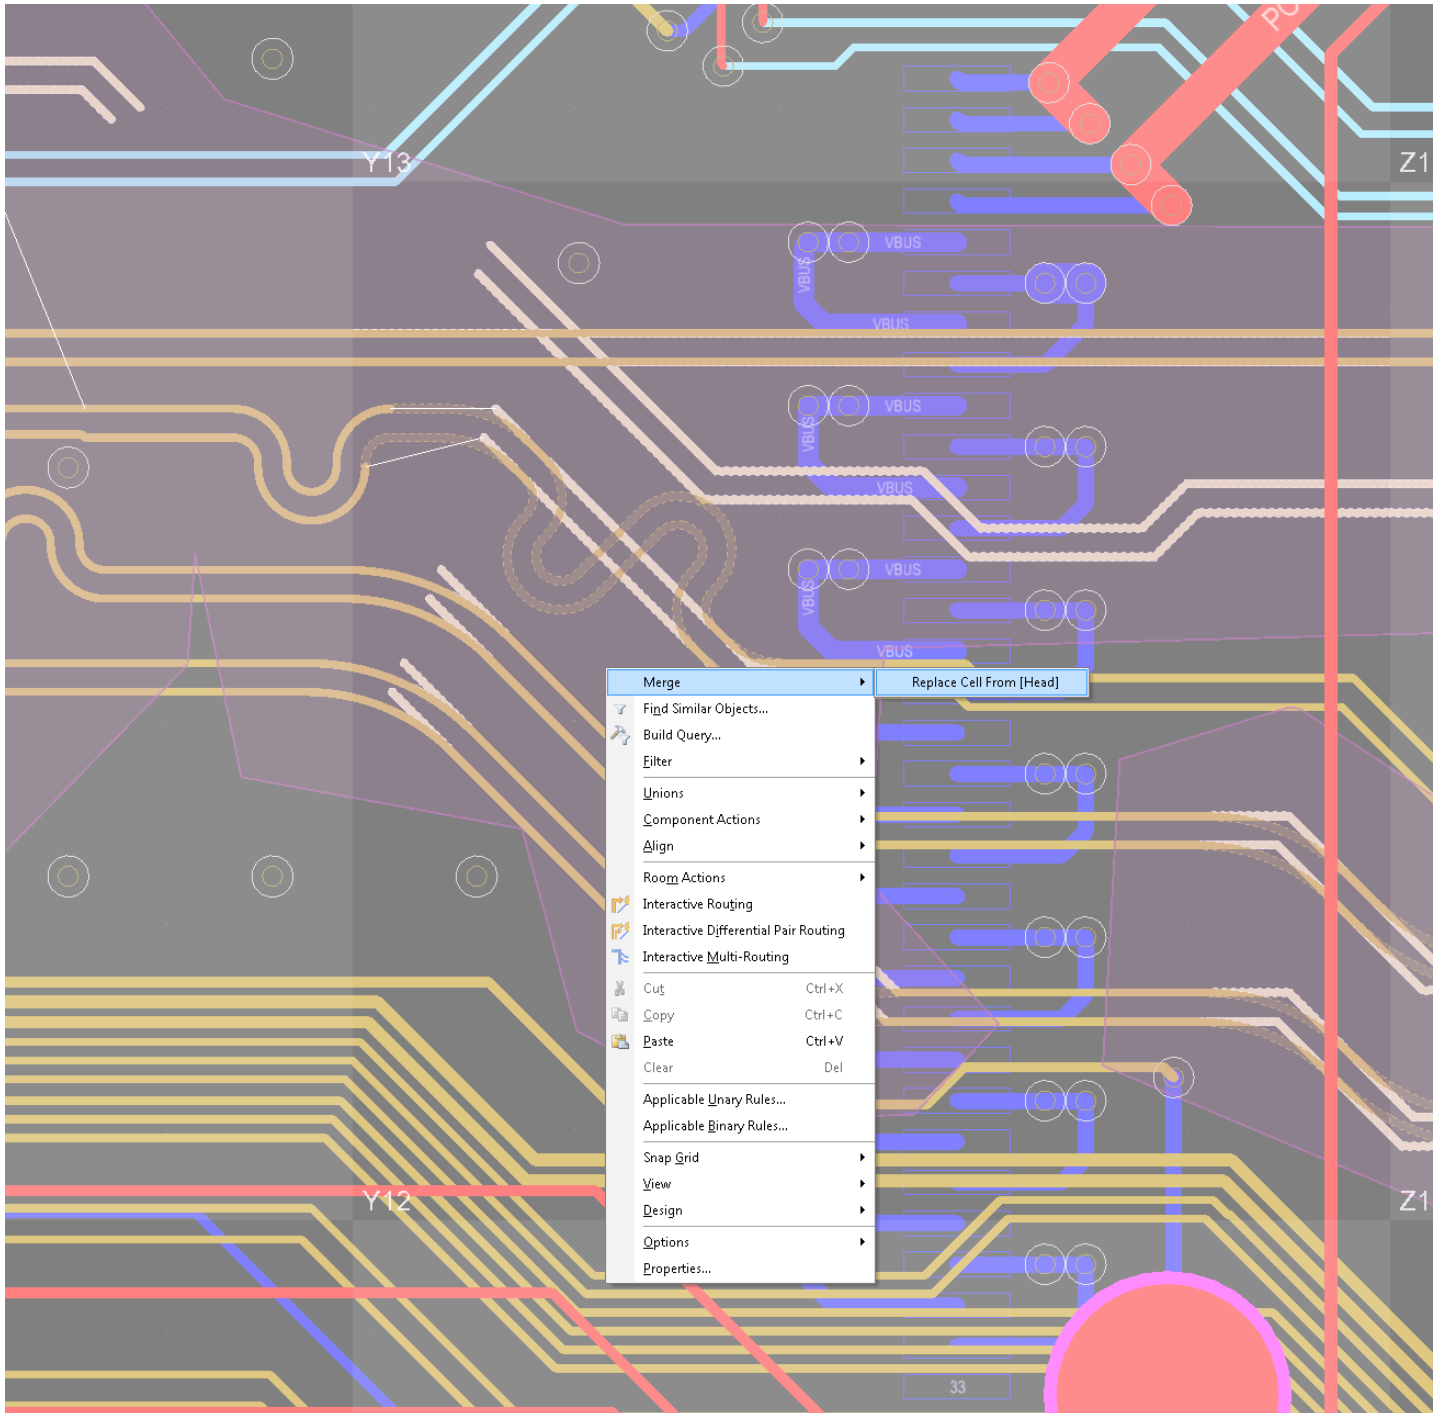 PO
Y13
Z1
VBUS
VBUS
VBUS
VBUS
VBUS
VBUS
VBUS
VBUS
VBUS
Merge
Replace Cell From [Head]
Find Similar Objects...
Build Query...
Filter
Unions
Component Actions
Align
Room Actions
Interactive Routing
Interactive Differential Pair Routing
Interactive Multi-Routing
Cut Ctrl+X
Copy Ctrl+C
Paste Ctrl+V
Clear Del
Applicable Unary Rules...
Applicable Binary Rules...
Snap Grid
View
Y12
Z1
Design
Options
Properties...
33